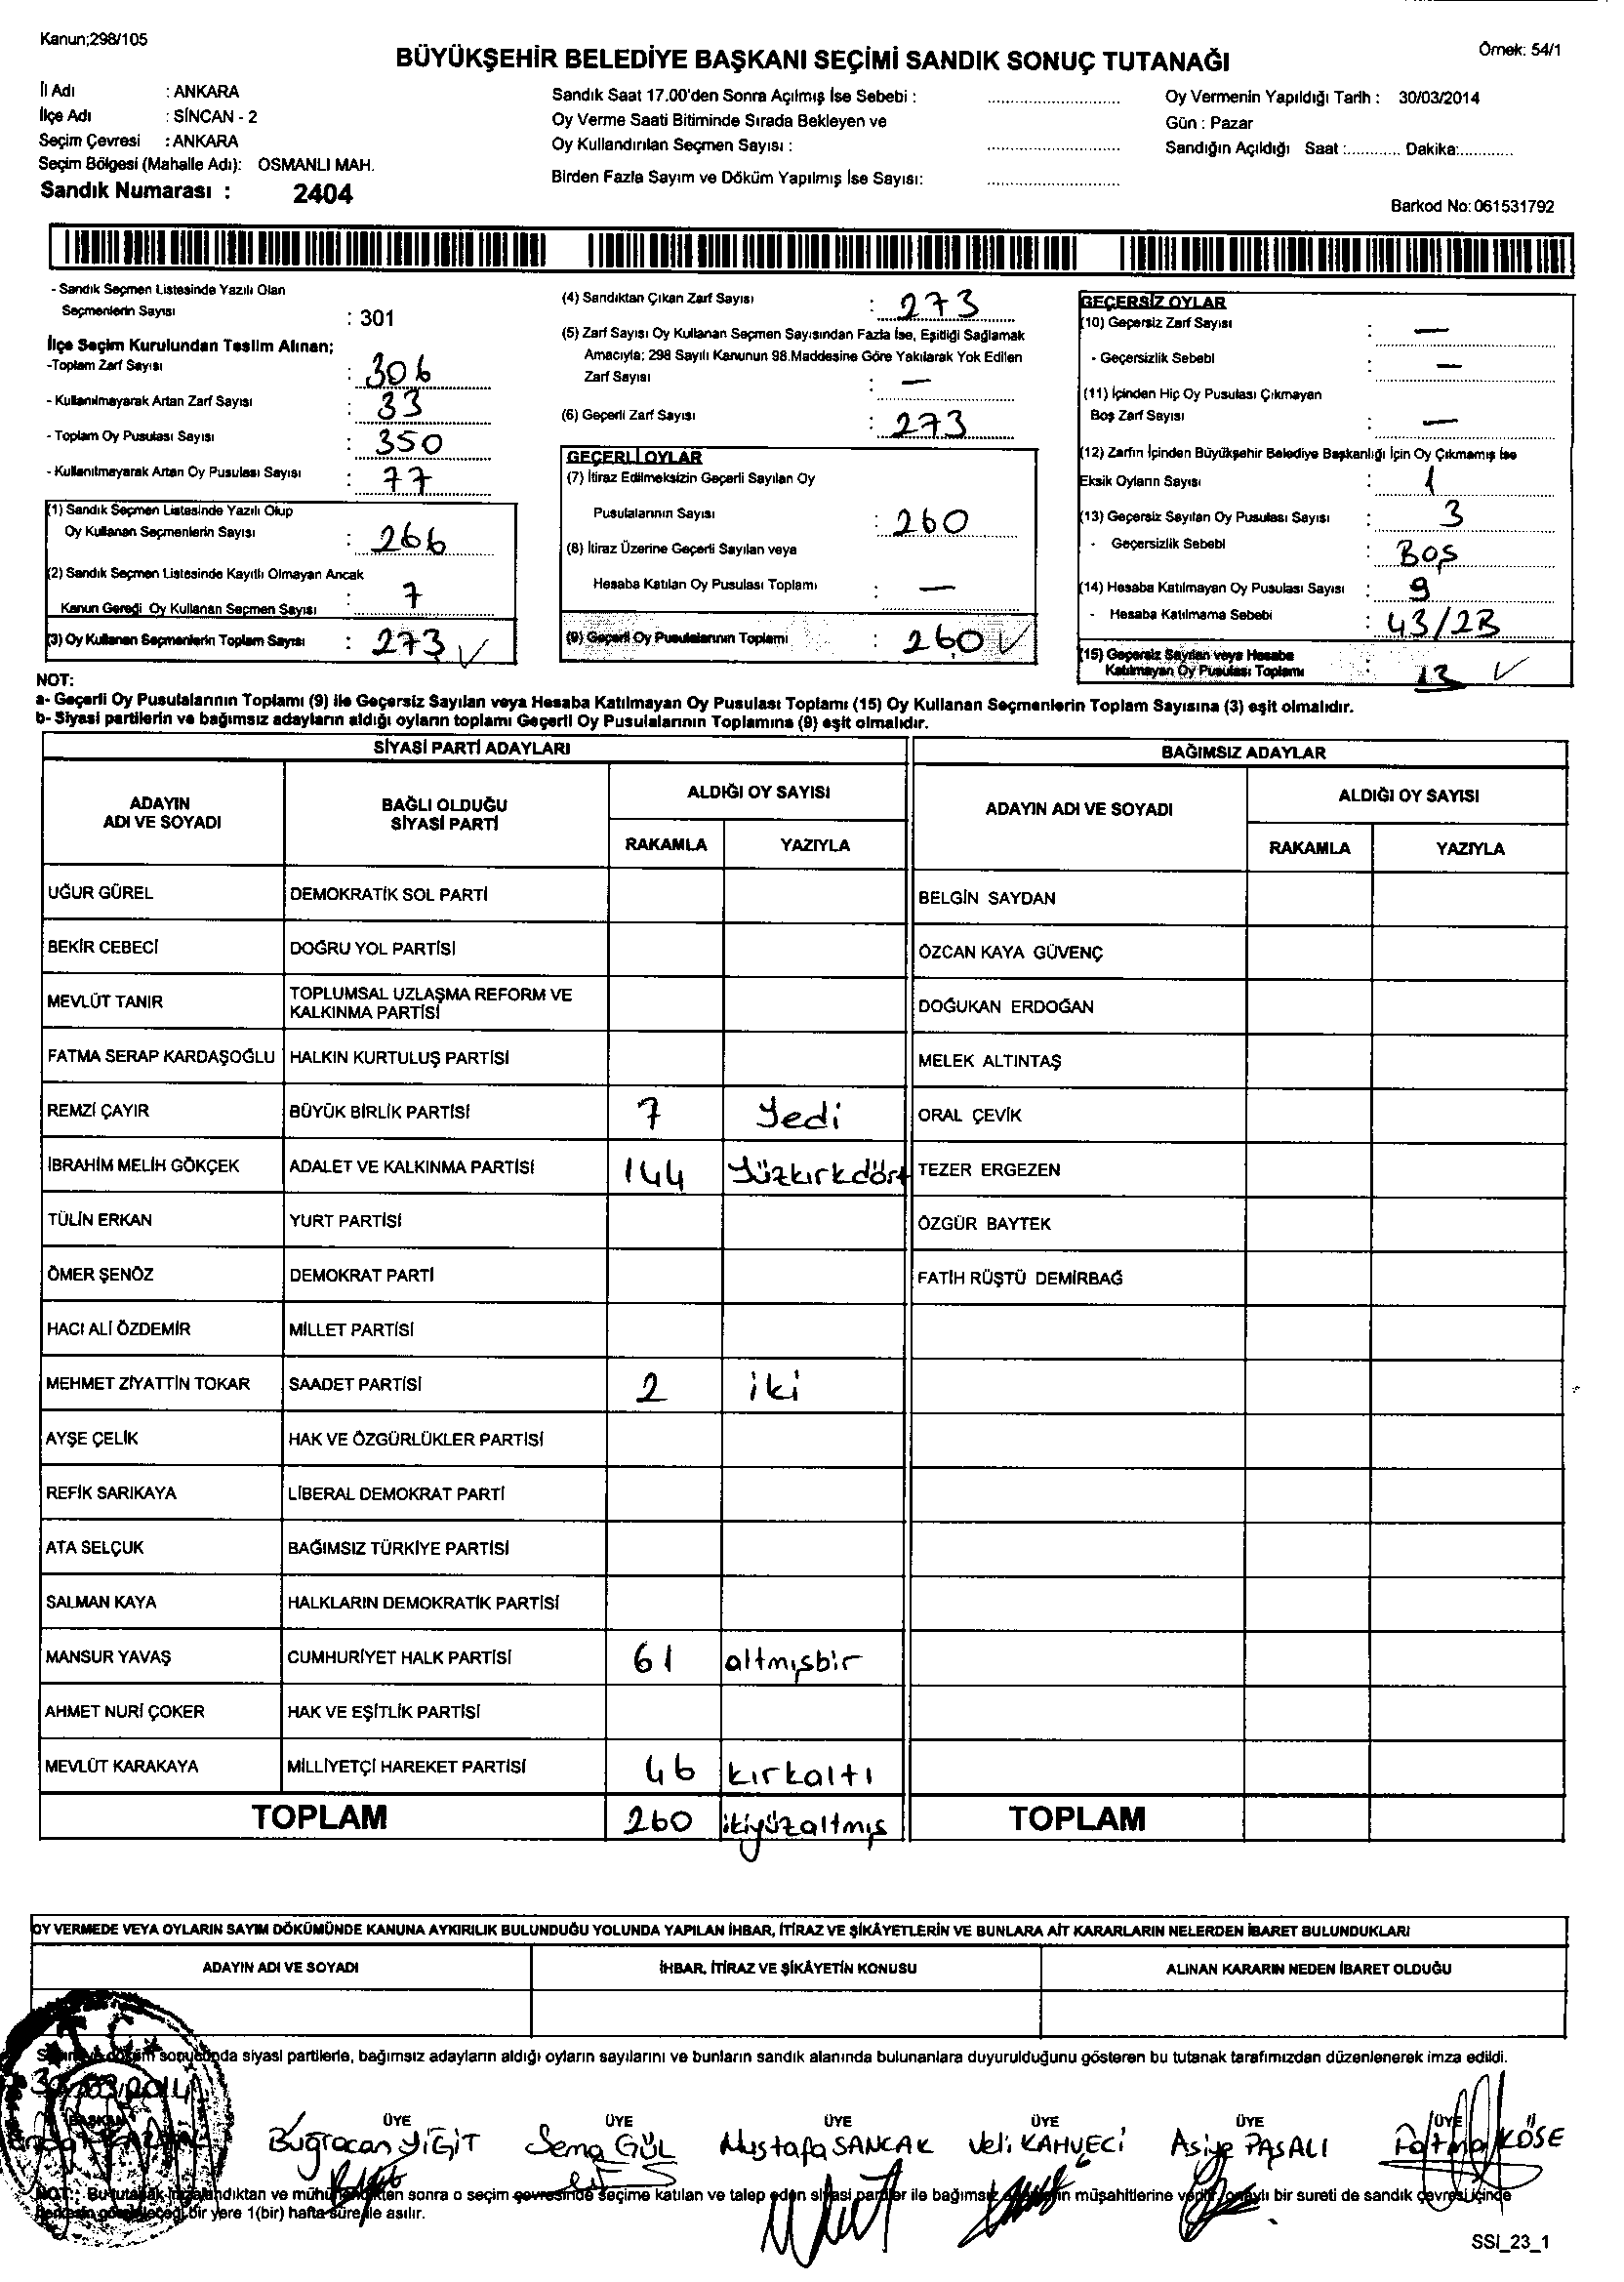 Kanun;298/105
Örnek: 54/1
BÜYÜKŞEHİR BELEDİYE BAŞKANI SEÇİMİ SANDIK SONUÇ TUTANAĞI
İl Adı : ANKARA
İlçe Adı : SİNCAN - 2
Seçim Çevresi : ANKARA
Seçim Bölgesi (Mahalle Adı): OSMANLI MAH.
Sandık Numarası : 2404
Sandık Saat 17.00'den Sonra Açılmış İse Sebebi :
Oy Verme Saati Bitiminde Sırada Bekleyen ve
Oy Kullandırılan Seçmen Sayısı :
Birden Fazla Sayım ve Döküm Yapılmış İse Sayısı:
Oy Vermenin Yapıldığı Tarih : 30/03/2014
Gün : Pazar
Sandığın Açıldığı Saat :........... Dakika:...........
Barkod No: 061531792
- Sandık Seçmen Listesinde Yazılı Olan
Seçmenlerin Sayısı : 301
İlçe Seçim Kurulundan Teslim Alınan;
-Toplam Zarf Sayısı : 306
- Kullanılmayarak Artan Zarf Sayısı : 33
- Toplam Oy Pusulası Sayısı : 350
- Kullanılmayarak Artan Oy Pusulası Sayısı : 77
(1) Sandık Seçmen Listesinde Yazılı Olup
Oy Kullanan Seçmenlerin Sayısı : 266
(2) Sandık Seçmen Listesinde Kayıtlı Olmayan Ancak
Kanun Gereği Oy Kullanan Seçmen Sayısı : 7
(3) Oy Kullanan Seçmenlerin Toplam Sayısı : 273 ✓
(4) Sandıktan Çıkan Zarf Sayısı : 273
(5) Zarf Sayısı Oy Kullanan Seçmen Sayısından Fazla İse, Eşitliği Sağlamak
Amacıyla; 298 Sayılı Kanunun 98.Maddesine Göre Yakılarak Yok Edilen
Zarf Sayısı : —
(6) Geçerli Zarf Sayısı : 273
GEÇERLİ OYLAR
(7) İtiraz Edilmeksizin Geçerli Sayılan Oy
Pusulalarının Sayısı : 260
(8) İtiraz Üzerine Geçerli Sayılan veya
Hesaba Katılan Oy Pusulası Toplamı : —
(9) Geçerli Oy Pusulalarının Toplamı : 260 ✓
GEÇERSİZ OYLAR
(10) Geçersiz Zarf Sayısı : —
- Geçersizlik Sebebi : —
(11) İçinden Hiç Oy Pusulası Çıkmayan
Boş Zarf Sayısı : —
(12) Zarfın İçinden Büyükşehir Belediye Başkanlığı İçin Oy Çıkmamış İse
Eksik Oyların Sayısı : 1
(13) Geçersiz Sayılan Oy Pusulası Sayısı : 3
- Geçersizlik Sebebi : BOŞ
(14) Hesaba Katılmayan Oy Pusulası Sayısı : 9
- Hesaba Katılmama Sebebi : 43/2B
(15) Geçersiz Sayılan veya Hesaba
Katılmayan Oy Pusulası Toplamı : 13 ✓
NOT:
a- Geçerli Oy Pusulalarının Toplamı (9) ile Geçersiz Sayılan veya Hesaba Katılmayan Oy Pusulası Toplamı (15) Oy Kullanan Seçmenlerin Toplam Sayısına (3) eşit olmalıdır.
b- Siyasi partilerin ve bağımsız adayların aldığı oyların toplamı Geçerli Oy Pusulalarının Toplamına (9) eşit olmalıdır.
SİYASİ PARTİ ADAYLARI
BAĞIMSIZ ADAYLAR
ADAYIN
ADI VE SOYADI
BAĞLI OLDUĞU
SİYASİ PARTİ
ALDIĞI OY SAYISI
RAKAMLA YAZIYLA
ADAYIN ADI VE SOYADI
ALDIĞI OY SAYISI
RAKAMLA YAZIYLA
UĞUR GÜREL DEMOKRATİK SOL PARTİ BELGİN SAYDAN
BEKİR CEBECİ DOĞRU YOL PARTİSİ ÖZCAN KAYA GÜVENÇ
MEVLÜT TANIR TOPLUMSAL UZLAŞMA REFORM VE
KALKINMA PARTİSİ DOĞUKAN ERDOĞAN
FATMA SERAP KARDAŞOĞLU HALKIN KURTULUŞ PARTİSİ MELEK ALTINTAŞ
REMZİ ÇAYIR BÜYÜK BİRLİK PARTİSİ 7 Yedi ORAL ÇEVİK
İBRAHİM MELİH GÖKÇEK ADALET VE KALKINMA PARTİSİ 144 Yüzkırkdört TEZER ERGEZEN
TÜLİN ERKAN YURT PARTİSİ ÖZGÜR BAYTEK
ÖMER ŞENÖZ DEMOKRAT PARTİ FATİH RÜŞTÜ DEMİRBAĞ
HACI ALİ ÖZDEMİR MİLLET PARTİSİ
MEHMET ZİYATTİN TOKAR SAADET PARTİSİ 2 iki
AYŞE ÇELİK HAK VE ÖZGÜRLÜKLER PARTİSİ
REFİK SARIKAYA LİBERAL DEMOKRAT PARTİ
ATA SELÇUK BAĞIMSIZ TÜRKİYE PARTİSİ
SALMAN KAYA HALKLARIN DEMOKRATİK PARTİSİ
MANSUR YAVAŞ CUMHURİYET HALK PARTİSİ 61 altmışbir
AHMET NURİ ÇOKER HAK VE EŞİTLİK PARTİSİ
MEVLÜT KARAKAYA MİLLİYETÇİ HAREKET PARTİSİ 46 kırkaltı
TOPLAM 260 ikiyüzaltmış TOPLAM
OY VERMEDE VEYA OYLARIN SAYIM DÖKÜMÜNDE KANUNA AYKIRILIK BULUNDUĞU YOLUNDA YAPILAN İHBAR, İTİRAZ VE ŞİKÂYETLERİN VE BUNLARA AİT KARARLARIN NELERDEN İBARET BULUNDUKLARI
ADAYIN ADI VE SOYADI İHBAR, İTİRAZ VE ŞİKÂYETİN KONUSU ALINAN KARARIN NEDEN İBARET OLDUĞU
T.C.
sonucunda siyasi partilerle, bağımsız adayların aldığı oyların sayılarını ve bunların sandık alanında bulunanlara duyurulduğunu gösteren bu tutanak tarafımızdan düzenlenerek imza edildi.
30/03/2014
BAŞKAN ÜYE ÜYE ÜYE ÜYE ÜYE ÜYE
Buğracan YİĞİT Sema GÜL Mustafa SANCAK Veli KAHVECİ Asiye PAŞALI Fatma KÖSE
NOT: Bu tutanak sonra o seçim çevresinde seçime katılan ve talep eden siyasi partiler ile bağımsız müşahitlerine verilir, onaylı bir sureti de sandık çevresi içinde
bir yere 1(bir) hafta süre ile asılır.
SSI_23_1